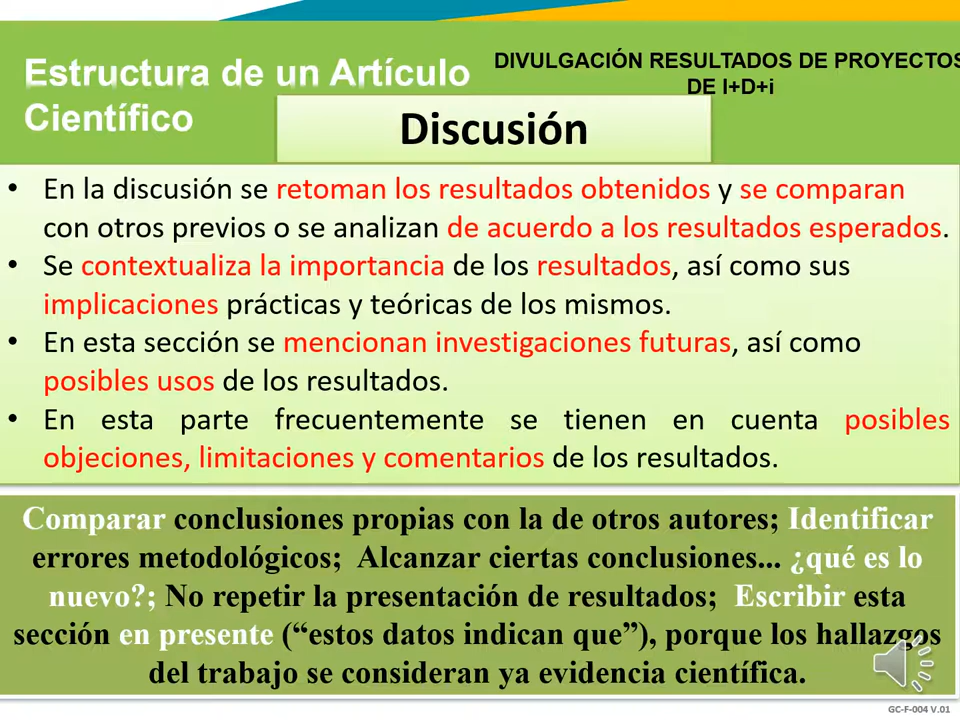 Estructura de un Artículo
Científico
DIVULGACIÓN RESULTADOS DE PROYECTOS
DE I+D+i
Discusión
• En la discusión se retoman los resultados obtenidos y se comparan
con otros previos o se analizan de acuerdo a los resultados esperados.
• Se contextualiza la importancia de los resultados, así como sus
implicaciones prácticas y teóricas de los mismos.
• En esta sección se mencionan investigaciones futuras, así como
posibles usos de los resultados.
• En esta parte frecuentemente se tienen en cuenta posibles
objeciones, limitaciones y comentarios de los resultados.
Comparar conclusiones propias con la de otros autores; Identificar
errores metodológicos; Alcanzar ciertas conclusiones... ¿qué es lo
nuevo?; No repetir la presentación de resultados; Escribir esta
sección en presente (“estos datos indican que”), porque los hallazgos
del trabajo se consideran ya evidencia científica.
GC-F-004 V.01